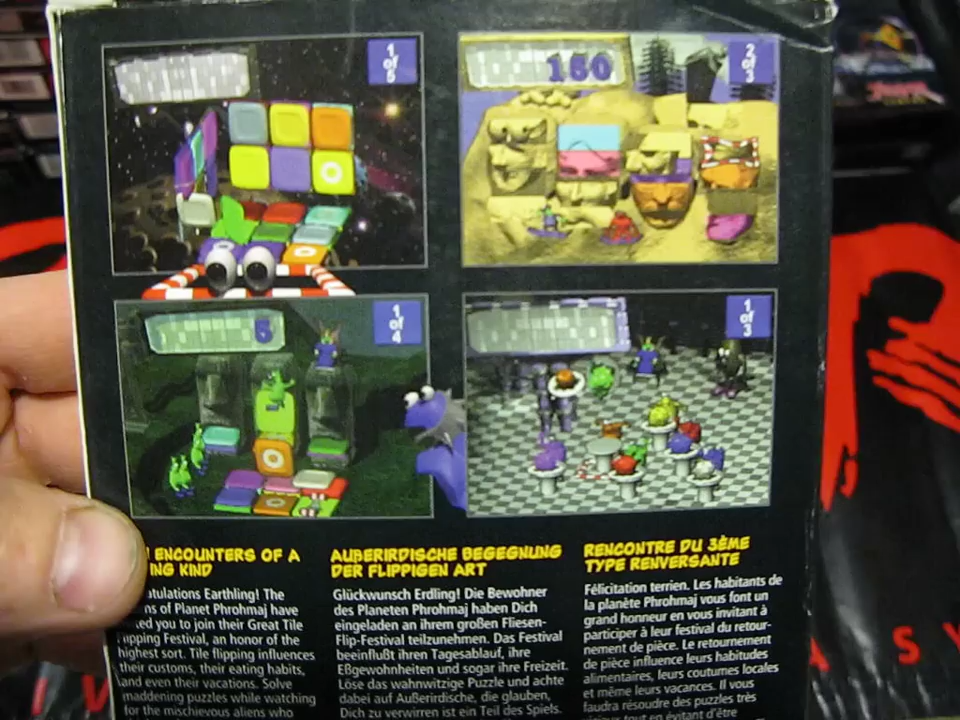 1
of
5
150
2
of
3
5
1
of
4
1
of
3
ENCOUNTERS OF A
KIND
Earthling! The
of Planet Phrohmaj have
you to join their Great Tile
Flipping Festival, an honor of the
highest sort. Tile flipping influences
their customs, their eating habits,
and even their vacations. Solve
maddening puzzles while watching
for the mischievous aliens who
AUßERIRDISCHE BEGEGNUNG
DER FLIPPIGEN ART
Glückwunsch Erdling! Die Bewohner
des Planeten Phrohmaj haben Dich
eingeladen an ihrem großen Fliesen-
Flip-Festival teilzunehmen. Das Festival
beeinflußt ihren Tagesablauf, ihre
Eßgewohnheiten und sogar ihre Freizeit.
Löse das wahnwitzige Puzzle und achte
dabei auf Außerirdische, die glauben,
Dich zu verwirren ist ein Teil des Spiels.
RENCONTRE DU 3ÈME
TYPE RENVERSANTE
Félicitation terrien. Les habitants de
la planète Phrohmaj vous font un
grand honneur en vous invitant à
participer à leur festival du retour-
nement de pièce. Le retournement
de pièce influence leurs habitudes
alimentaires, leurs coutumes locales
et même leurs vacances. Il vous
faudra résoudre des puzzles très
tout en évitant d'être